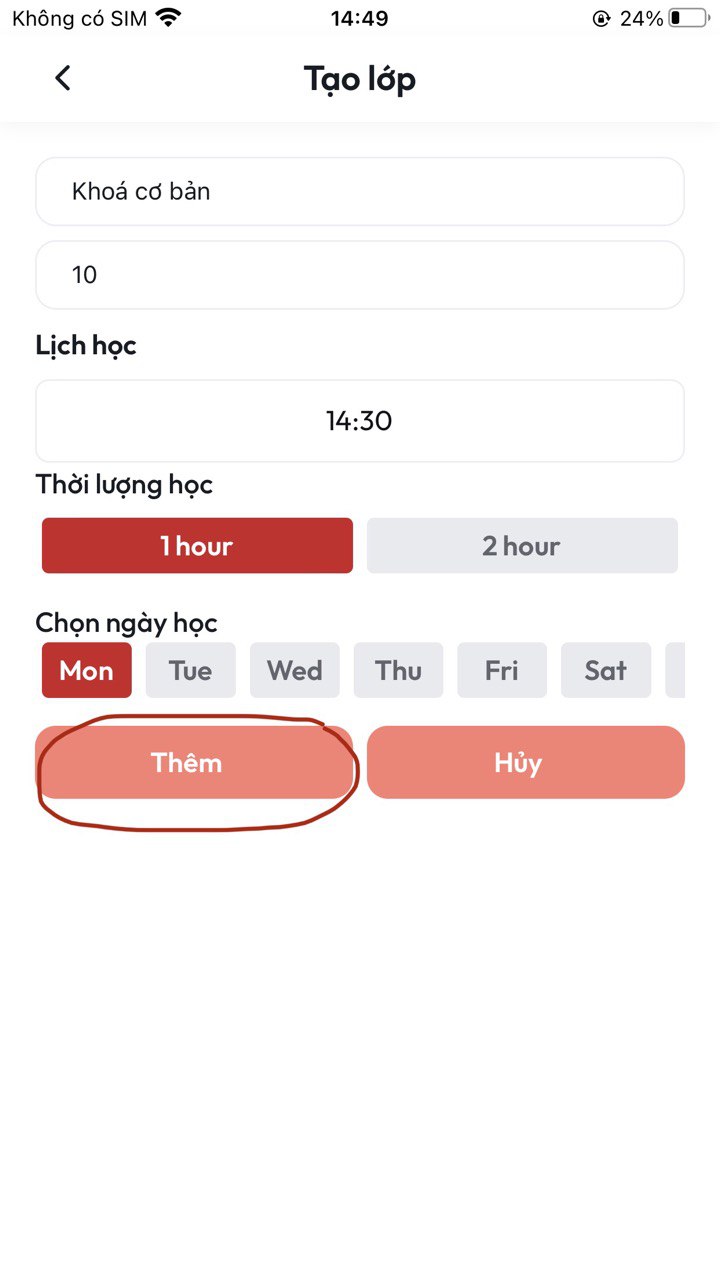 Không có SIM 14:49 24%
Tạo lớp
Khoá cơ bản
10
Lịch học
14:30
Thời lượng học
1 hour 2 hour
Chọn ngày học
Mon Tue Wed Thu Fri Sat
Thêm Hủy